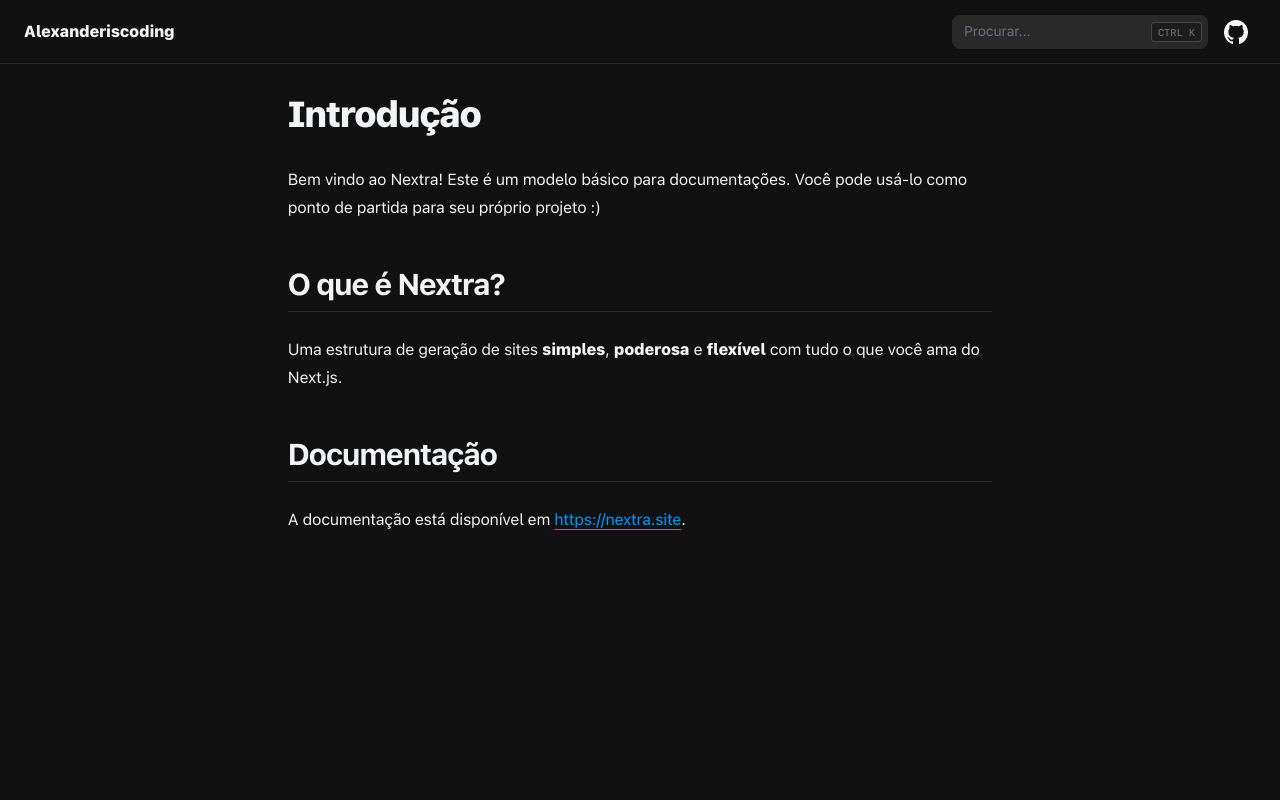 Alexanderiscoding
Procurar...
CTRL K
Introdução
Bem vindo ao Nextra! Este é um modelo básico para documentações. Você pode usá-lo como
ponto de partida para seu próprio projeto :)
O que é Nextra?
Uma estrutura de geração de sites simples, poderosa e flexível com tudo o que você ama do
Next.js.
Documentação
A documentação está disponível em https://nextra.site.